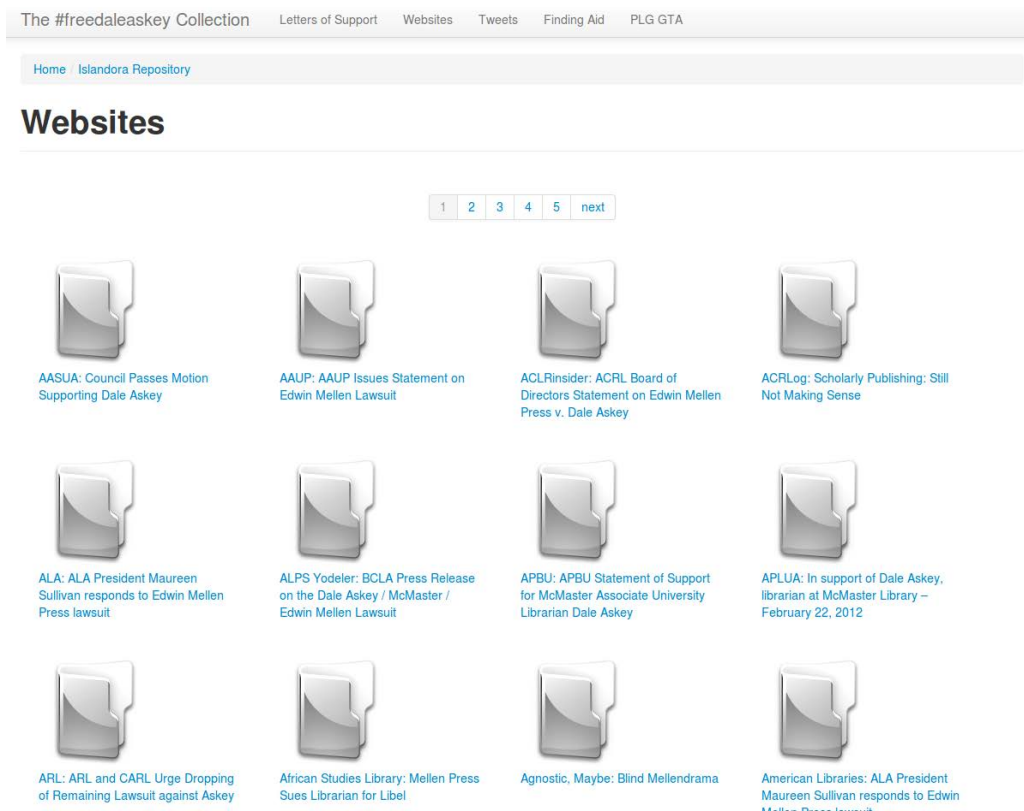 The #freedaleaskey Collection Letters of Support Websites Tweets Finding Aid PLG GTA
Home / Islandora Repository
Websites
1 2 3 4 5 next
AASUA: Council Passes Motion
Supporting Dale Askey
AAUP: AAUP Issues Statement on
Edwin Mellen Lawsuit
ACLRinsider: ACRL Board of
Directors Statement on Edwin Mellen
Press v. Dale Askey
ACRLog: Scholarly Publishing: Still
Not Making Sense
ALA: ALA President Maureen
Sullivan responds to Edwin Mellen
Press lawsuit
ALPS Yodeler: BCLA Press Release
on the Dale Askey / McMaster /
Edwin Mellen Lawsuit
APBU: APBU Statement of Support
for McMaster Associate University
Librarian Dale Askey
APLUA: In support of Dale Askey,
librarian at McMaster Library –
February 22, 2012
ARL: ARL and CARL Urge Dropping
of Remaining Lawsuit against Askey
African Studies Library: Mellen Press
Sues Librarian for Libel
Agnostic, Maybe: Blind Mellendrama
American Libraries: ALA President
Maureen Sullivan responds to Edwin
Mellen Press lawsuit